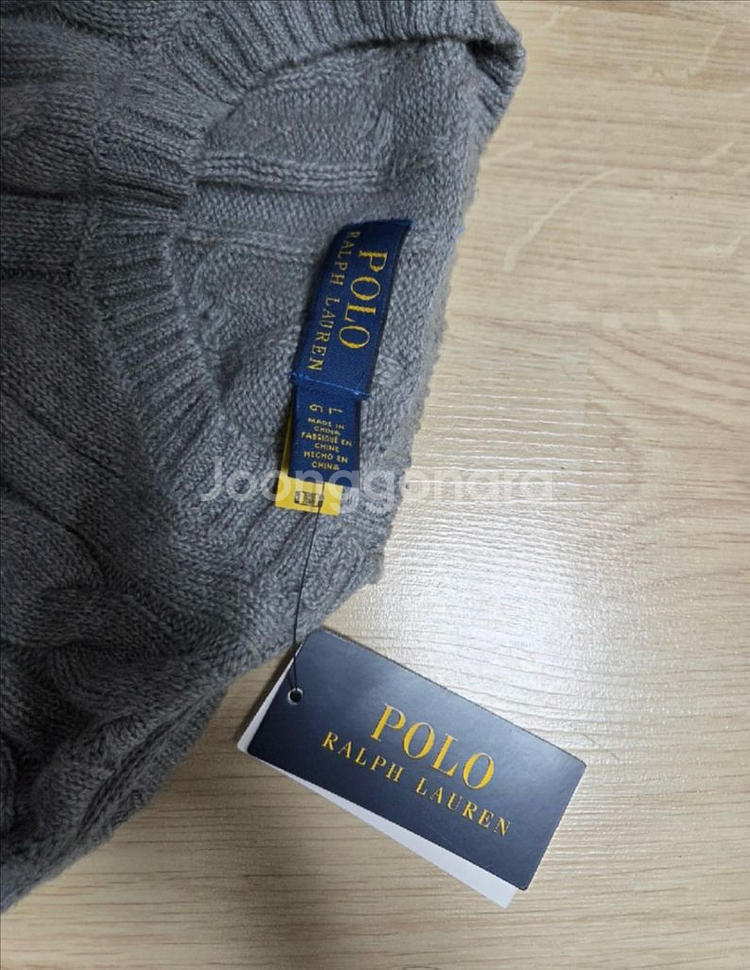 POLO
RALPH LAUREN
L
G
MADE IN
CHINA
FABRIQUÉ EN
CHINE
HECHO EN
CHINA
Joonggonara
POLO
RALPH LAUREN